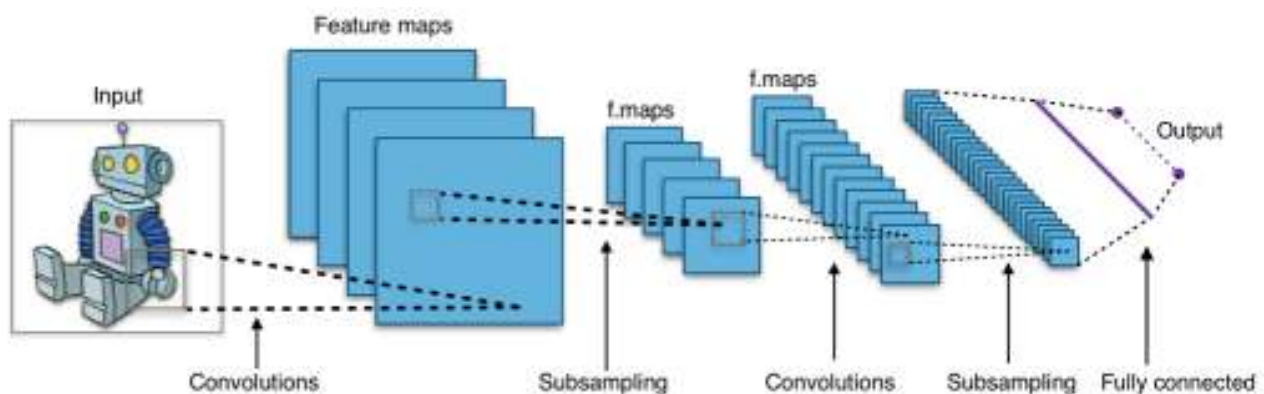 Feature maps
f.maps
Input
f.maps
Output
Convolutions
Subsampling
Convolutions
Subsampling
Fully connected